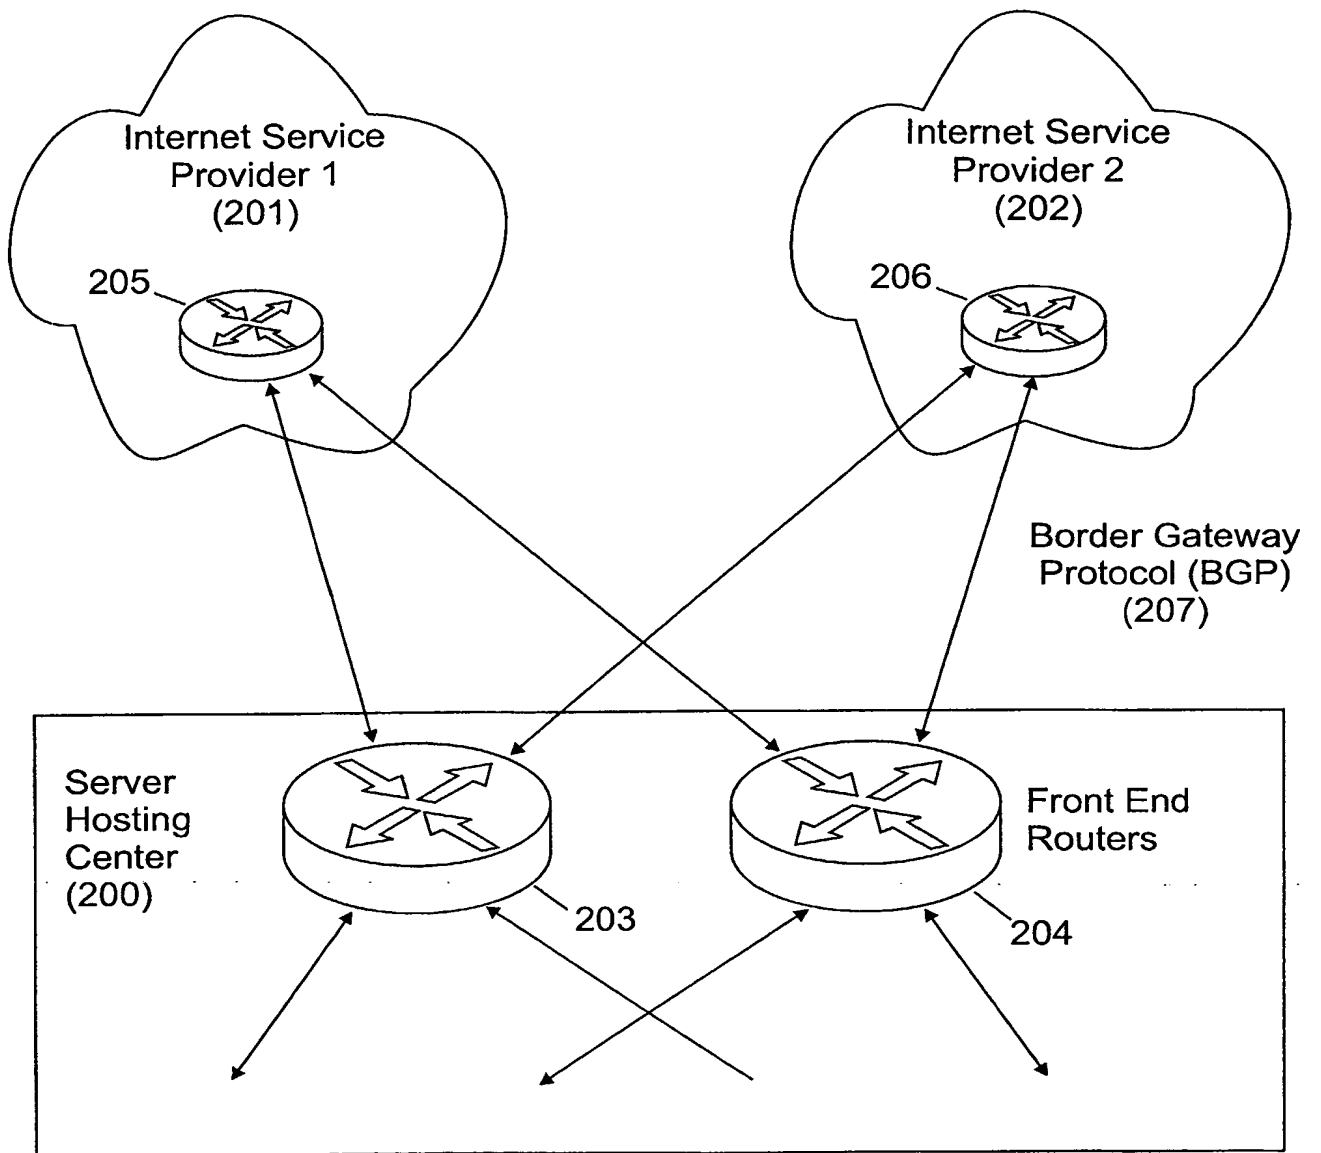 Internet Service
Provider 1
(201)
Internet Service
Provider 2
(202)
205
206
Border Gateway
Protocol (BGP)
(207)
Server
Hosting
Center
(200)
Front End
Routers
203
204